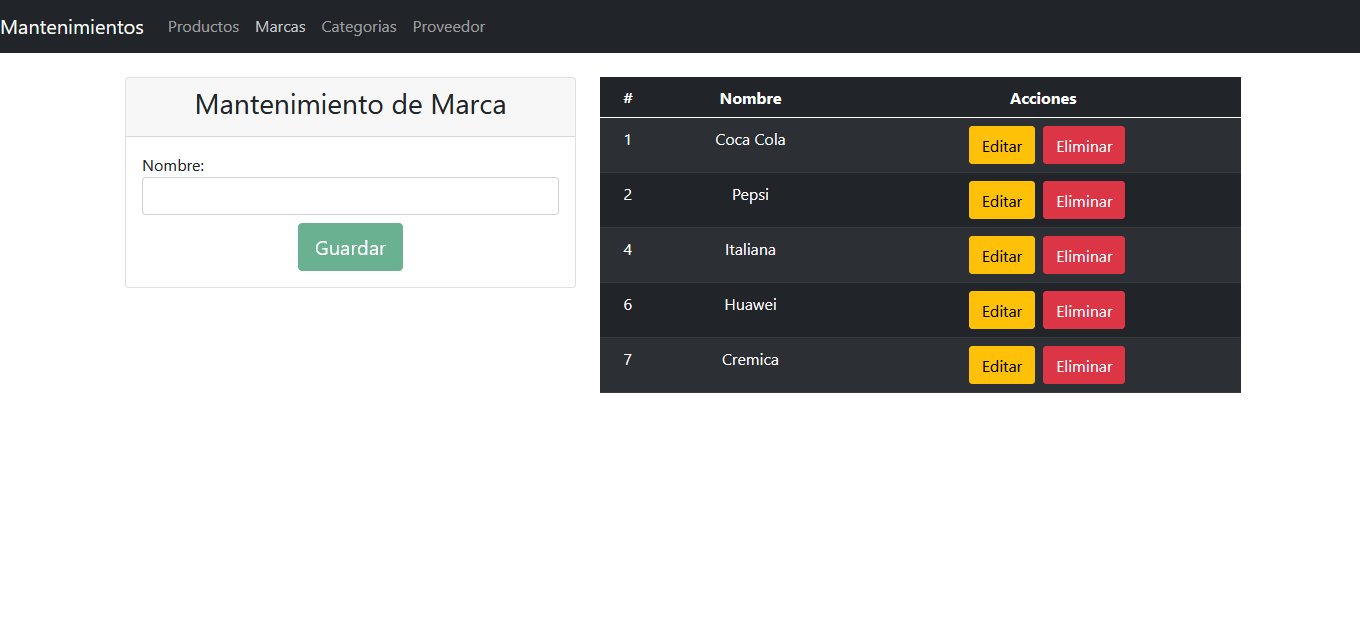 Mantenimientos Productos Marcas Categorias Proveedor
Mantenimiento de Marca
Nombre:
Guardar
# Nombre Acciones
1 Coca Cola Editar Eliminar
2 Pepsi Editar Eliminar
4 Italiana Editar Eliminar
6 Huawei Editar Eliminar
7 Cremica Editar Eliminar